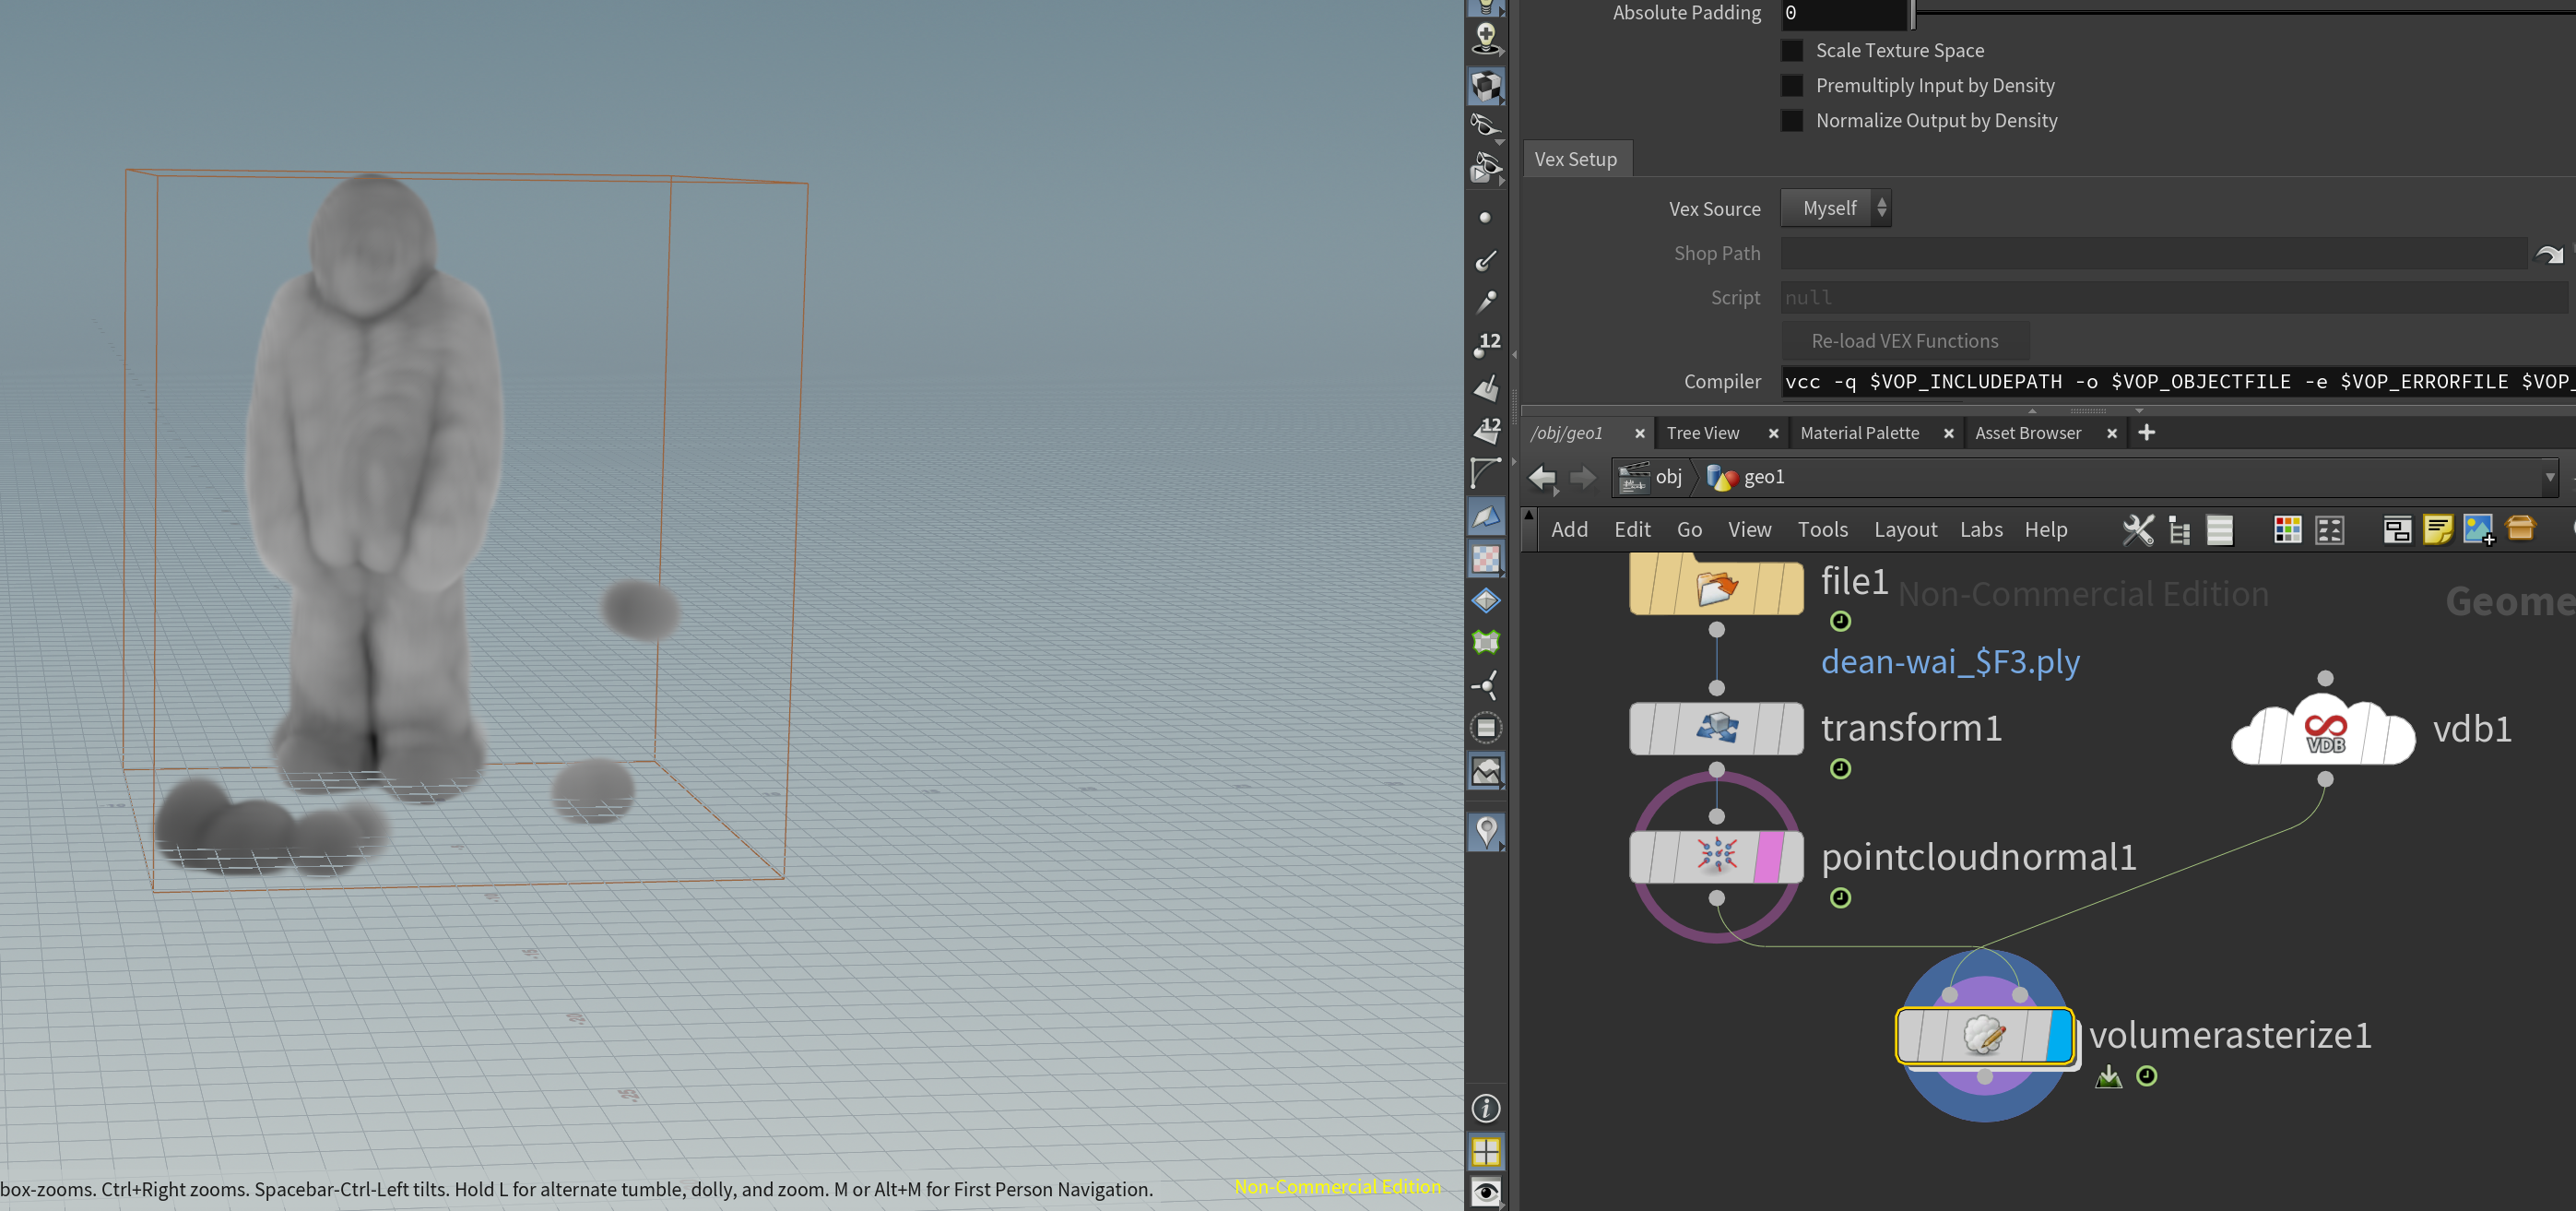 Absolute Padding 0
Scale Texture Space
Premultiply Input by Density
Normalize Output by Density
Vex Setup
Vex Source Myself
Shop Path
Script null
Re-load VEX Functions
Compiler vcc -q $VOP_INCLUDEPATH -o $VOP_OBJECTFILE -e $VOP_ERRORFILE $VOP_
12
12
/obj/geo1 Tree View Material Palette Asset Browser
obj geo1
Add Edit Go View Tools Layout Labs Help
file1 Non-Commercial Edition Geome
dean-wai_$F3.ply
transform1
VDB vdb1
pointcloudnormal1
volumerasterize1
box-zooms. Ctrl+Right zooms. Spacebar-Ctrl-Left tilts. Hold L for alternate tumble, dolly, and zoom. M or Alt+M for First Person Navigation.
Non-Commercial Edition